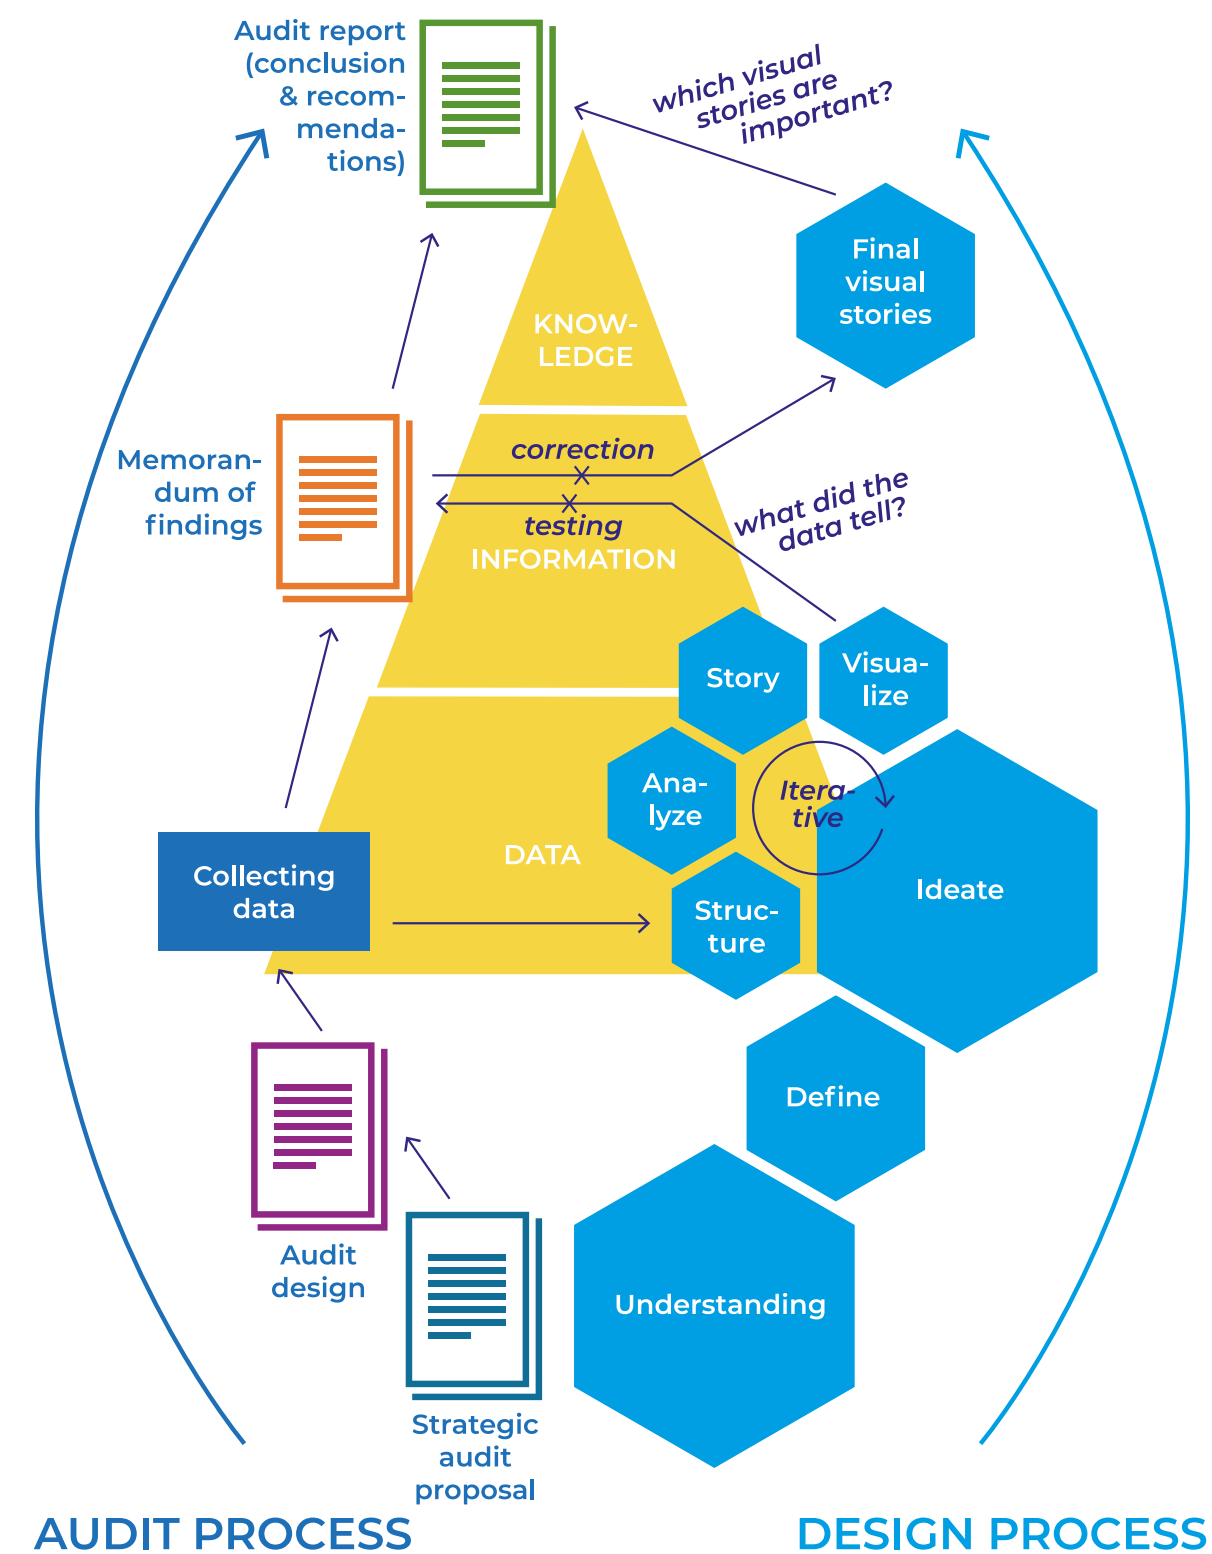 Audit report
(conclusion
& recom-
menda-
tions)
which visual
stories are
important?
Final
visual
stories
KNOW-
LEDGE
Memoran-
dum of
findings
correction
testing
what did the
data tell?
INFORMATION
Story
Visua-
lize
Ana-
lyze
Itera-
tive
DATA
Collecting
data
Struc-
ture
Ideate
Define
Audit
design
Understanding
Strategic
audit
proposal
AUDIT PROCESS
DESIGN PROCESS